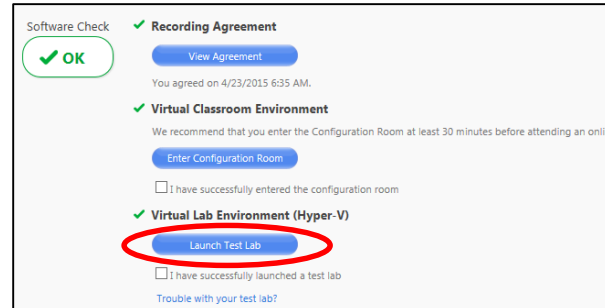 Software Check
OK
Recording Agreement
View Agreement
You agreed on 4/23/2015 6:35 AM.
Virtual Classroom Environment
We recommend that you enter the Configuration Room at least 30 minutes before attending an onli
Enter Configuration Room
I have successfully entered the configuration room
Virtual Lab Environment (Hyper-V)
Launch Test Lab
I have successfully launched a test lab
Trouble with your test lab?